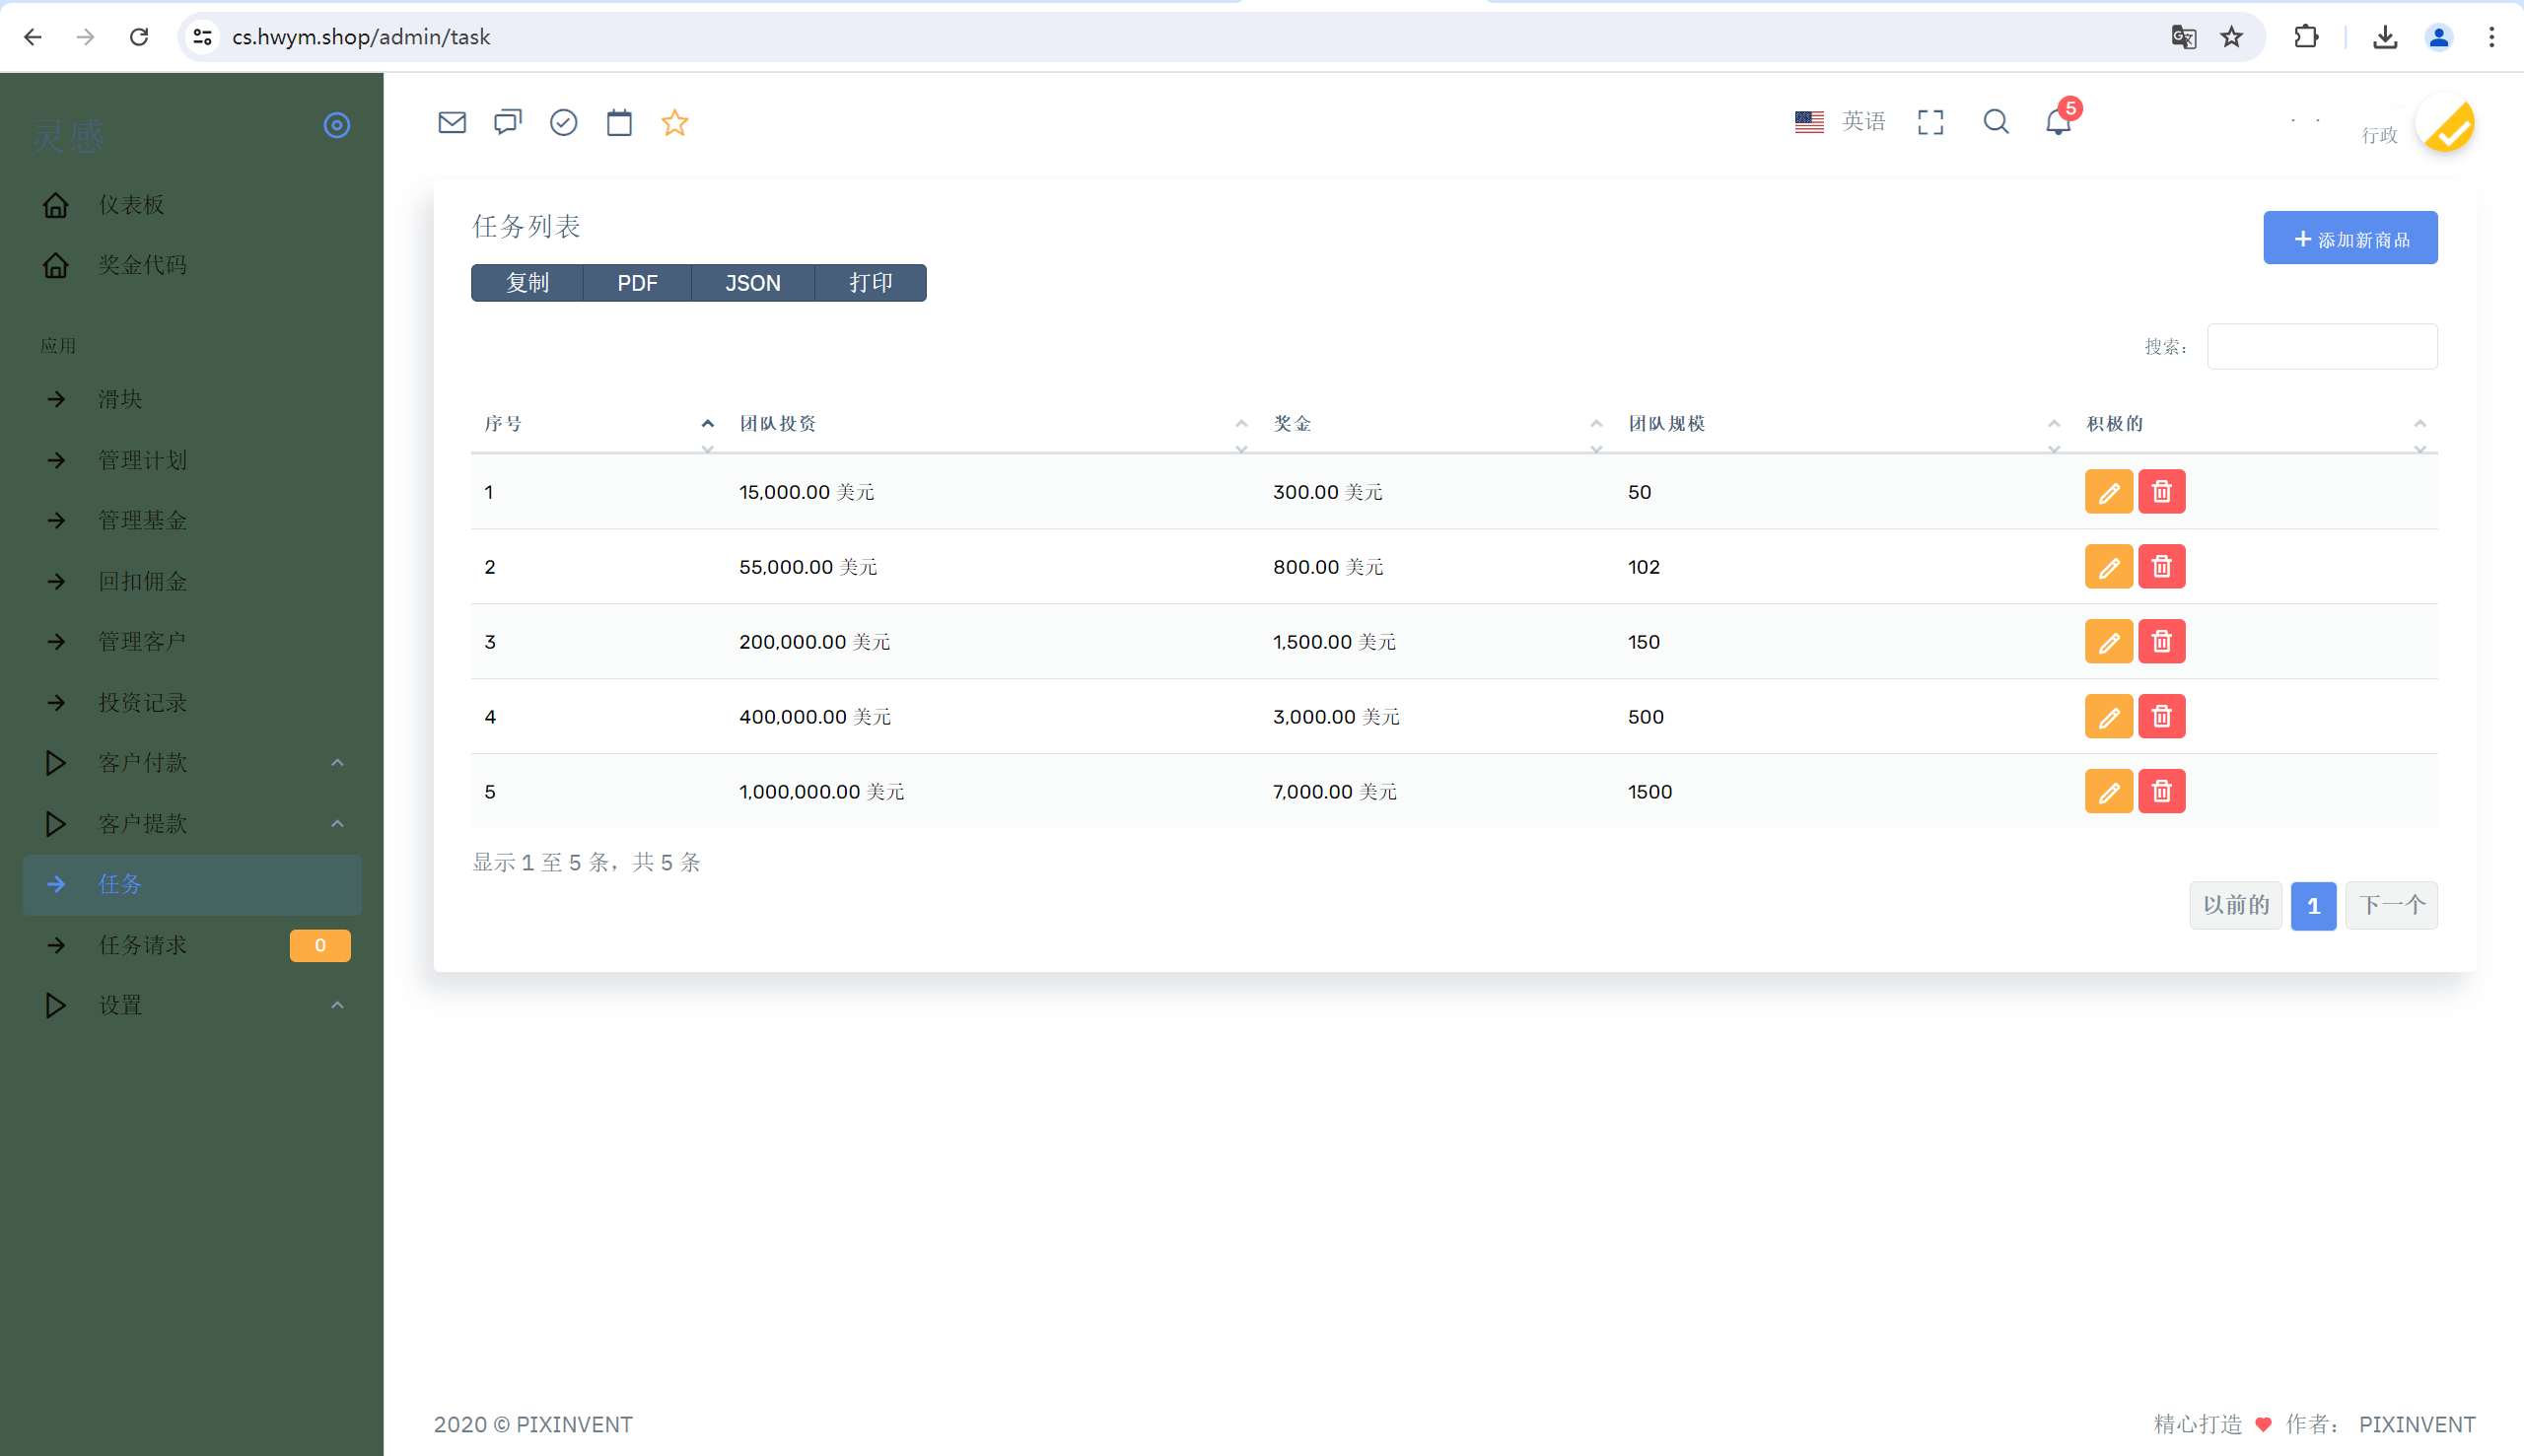 cs.hwym.shop/admin/task
灵感
仪表板
奖金代码
应用
滑块
管理计划
管理基金
回扣佣金
管理客户
投资记录
客户付款
客户提款
任务
任务请求 0
设置
英语
5
行政
任务列表
+ 添加新商品
复制 PDF JSON 打印
搜索：
序号 团队投资 奖金 团队规模 积极的
1 15,000.00 美元 300.00 美元 50
2 55,000.00 美元 800.00 美元 102
3 200,000.00 美元 1,500.00 美元 150
4 400,000.00 美元 3,000.00 美元 500
5 1,000,000.00 美元 7,000.00 美元 1500
显示 1 至 5 条，共 5 条
以前的 1 下一个
2020 © PIXINVENT
精心打造 ♥ 作者： PIXINVENT